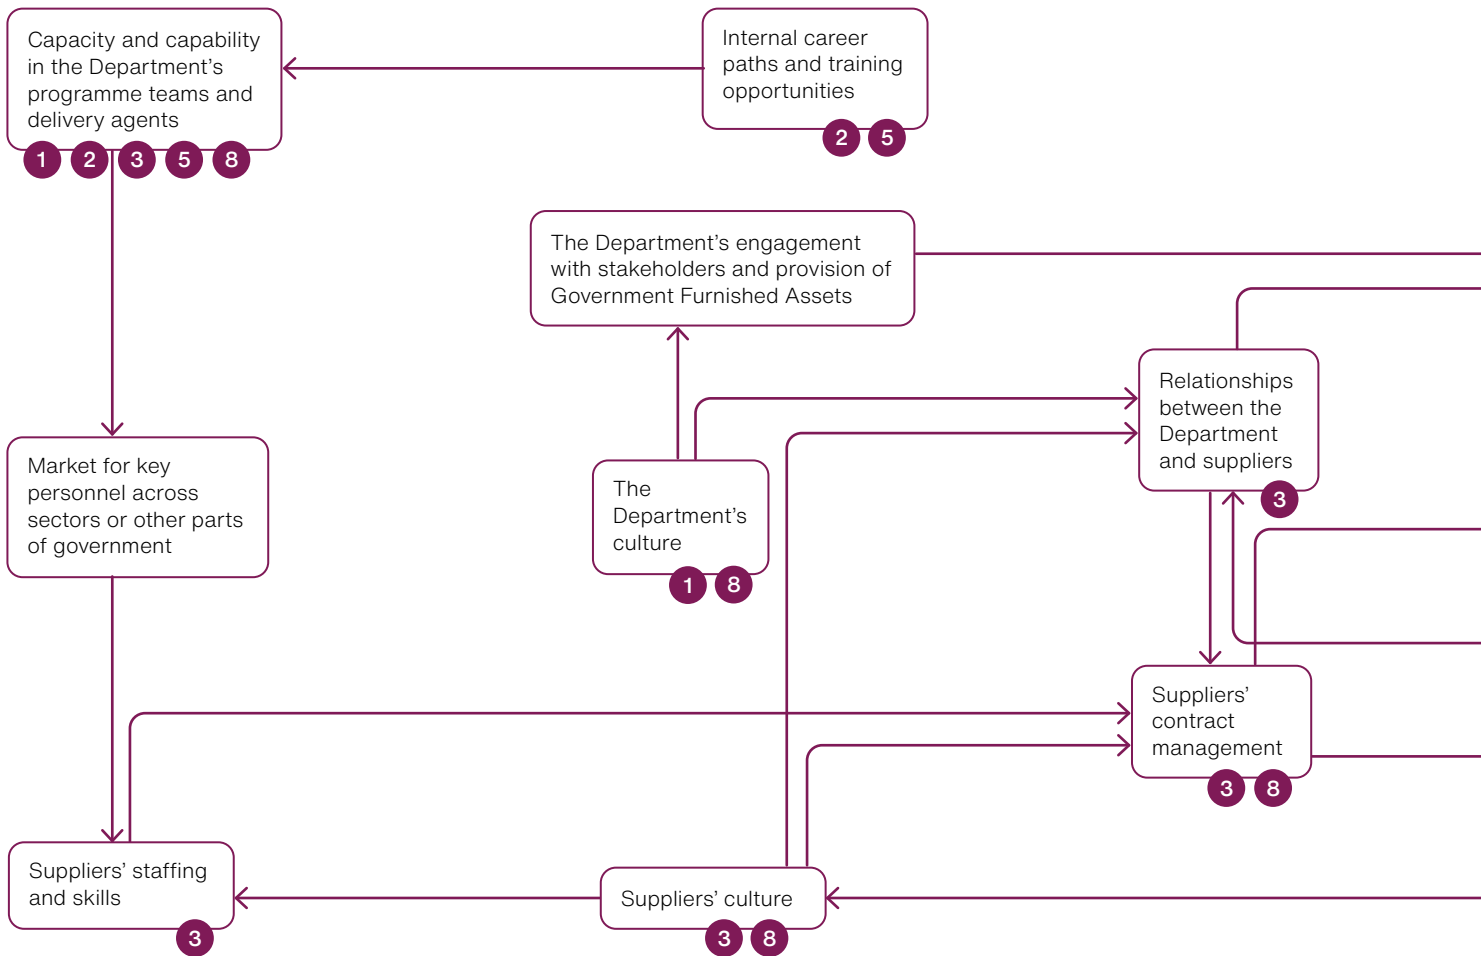 Capacity and capability
in the Department's
programme teams and
delivery agents
1 2 3 5 8
Internal career
paths and training
opportunities
2 5
The Department's engagement
with stakeholders and provision of
Government Furnished Assets
Relationships
between the
Department
and suppliers
3
Market for key
personnel across
sectors or other parts
of government
The
Department's
culture
1 8
Suppliers'
contract
management
3 8
Suppliers' staffing
and skills
3
Suppliers' culture
3 8